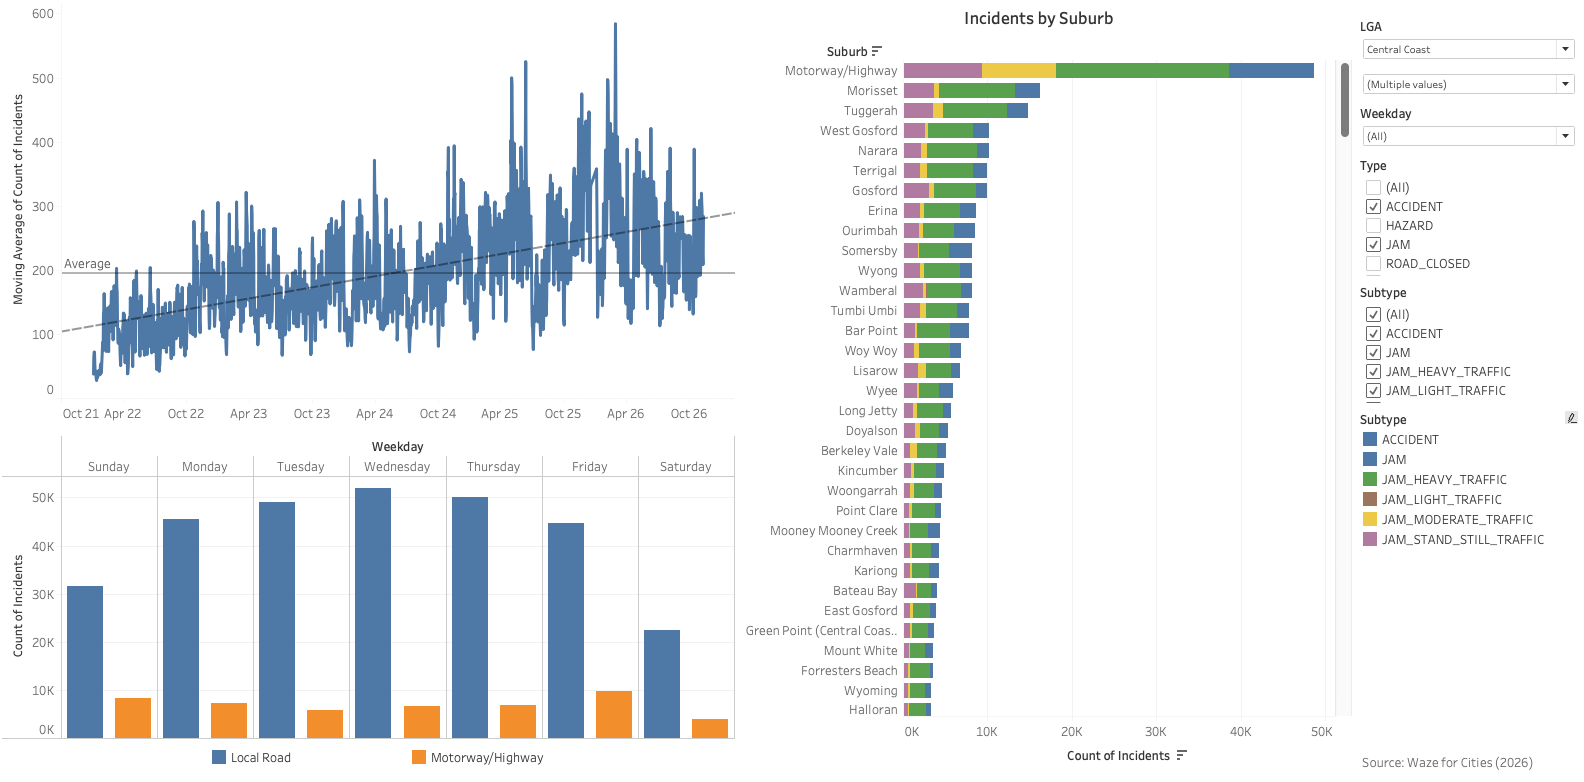 600
500
400
300
200
100
0
Moving Average of Count of Incidents
Average
Oct 21 Apr 22 Oct 22 Apr 23 Oct 23 Apr 24 Oct 24 Apr 25 Oct 25 Apr 26 Oct 26
Weekday
Sunday Monday Tuesday Wednesday Thursday Friday Saturday
50K
40K
30K
20K
10K
0K
Count of Incidents
Local Road Motorway/Highway
Incidents by Suburb
Suburb
Motorway/Highway
Morisset
Tuggerah
West Gosford
Narara
Terrigal
Gosford
Erina
Ourimbah
Somersby
Wyong
Wamberal
Tumbi Umbi
Bar Point
Woy Woy
Lisarow
Wyee
Long Jetty
Doyalson
Berkeley Vale
Kincumber
Woongarrah
Point Clare
Mooney Mooney Creek
Charmhaven
Kariong
Bateau Bay
East Gosford
Green Point (Central Coas..
Mount White
Forresters Beach
Wyoming
Halloran
0K 10K 20K 30K 40K 50K
Count of Incidents
LGA
Central Coast
(Multiple values)
Weekday
(All)
Type
(All)
ACCIDENT
HAZARD
JAM
ROAD_CLOSED
Subtype
(All)
ACCIDENT
JAM
JAM_HEAVY_TRAFFIC
JAM_LIGHT_TRAFFIC
Subtype
ACCIDENT
JAM
JAM_HEAVY_TRAFFIC
JAM_LIGHT_TRAFFIC
JAM_MODERATE_TRAFFIC
JAM_STAND_STILL_TRAFFIC
Source: Waze for Cities (2026)